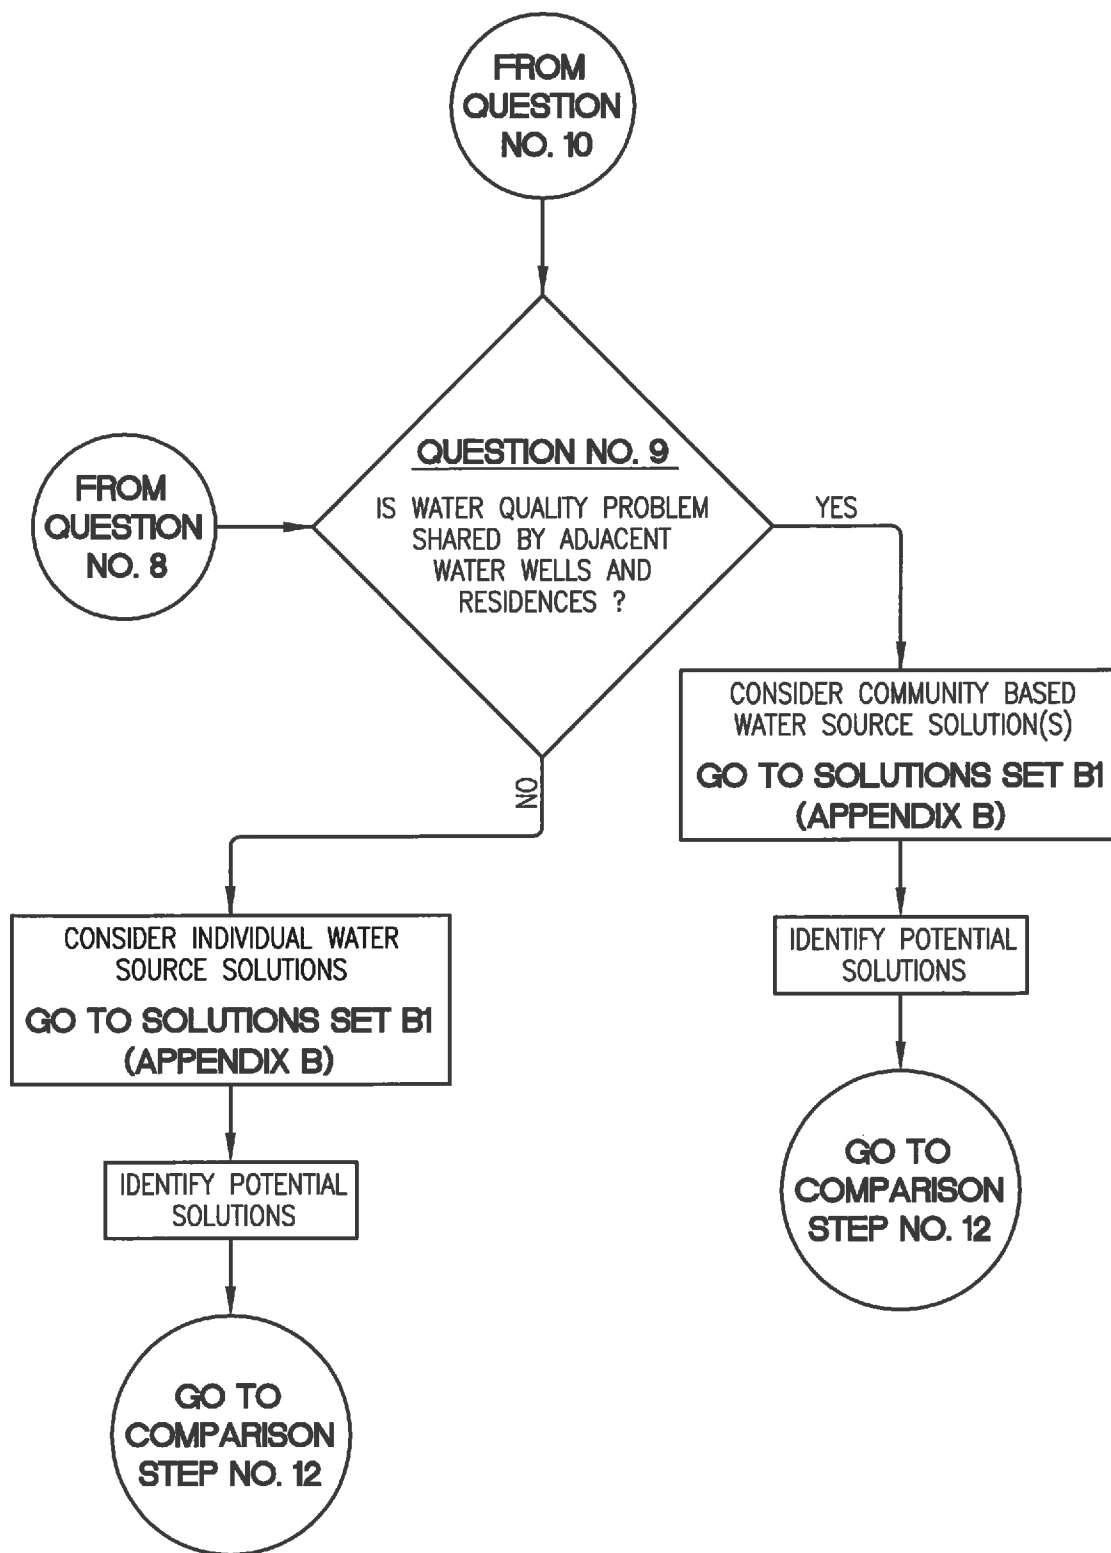 FROM
QUESTION
NO. 10
FROM
QUESTION
NO. 8
QUESTION NO. 9
IS WATER QUALITY PROBLEM
SHARED BY ADJACENT
WATER WELLS AND
RESIDENCES ?
YES
CONSIDER COMMUNITY BASED
WATER SOURCE SOLUTION(S)
GO TO SOLUTIONS SET B1
(APPENDIX B)
IDENTIFY POTENTIAL
SOLUTIONS
GO TO
COMPARISON
STEP NO. 12
NO
CONSIDER INDIVIDUAL WATER
SOURCE SOLUTIONS
GO TO SOLUTIONS SET B1
(APPENDIX B)
IDENTIFY POTENTIAL
SOLUTIONS
GO TO
COMPARISON
STEP NO. 12